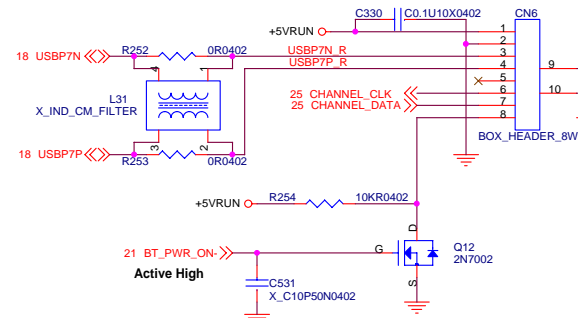 C330 C0.1U10X0402 CN6
+5VRUN 1
18 USBP7N R252 0R0402 USBP7N_R 2
USBP7P_R 3
4 1 4 9
L31 5
X_IND_CM_FILTER 25 CHANNEL_CLK 6 10
25 CHANNEL_DATA 7
3 2 8
18 USBP7P R253 0R0402 BOX_HEADER_8W
+5VRUN R254 10KR0402
D
21 BT_PWR_ON- G Q12
2N7002
Active High S
C531
X_C10P50N0402